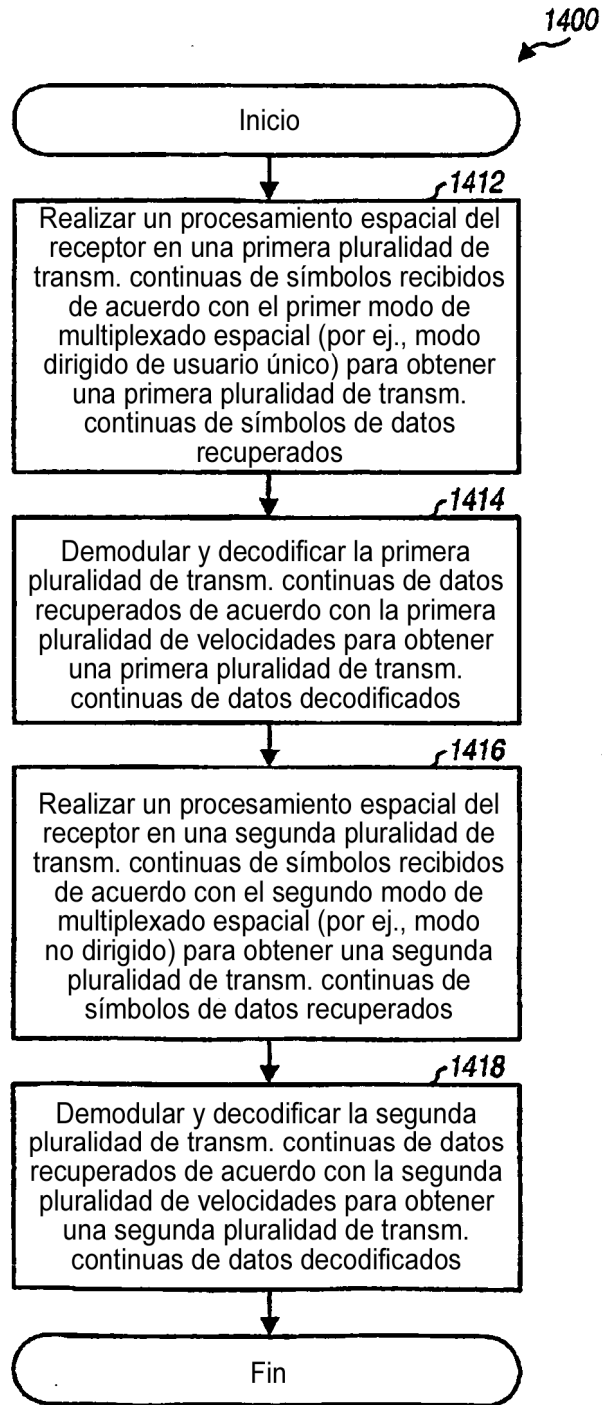 1400
Inicio
1412
Realizar un procesamiento espacial del
receptor en una primera pluralidad de
transm. continuas de símbolos recibidos
de acuerdo con el primer modo de
multiplexado espacial (por ej., modo
dirigido de usuario único) para obtener
una primera pluralidad de transm.
continuas de símbolos de datos
recuperados
1414
Demodular y decodificar la primera
pluralidad de transm. continuas de datos
recuperados de acuerdo con la primera
pluralidad de velocidades para obtener
una primera pluralidad de transm.
continuas de datos decodificados
1416
Realizar un procesamiento espacial del
receptor en una segunda pluralidad de
transm. continuas de símbolos recibidos
de acuerdo con el segundo modo de
multiplexado espacial (por ej., modo
no dirigido) para obtener una segunda
pluralidad de transm. continuas de
símbolos de datos recuperados
1418
Demodular y decodificar la segunda
pluralidad de transm. continuas de datos
recuperados de acuerdo con la segunda
pluralidad de velocidades para obtener
una segunda pluralidad de transm.
continuas de datos decodificados
Fin